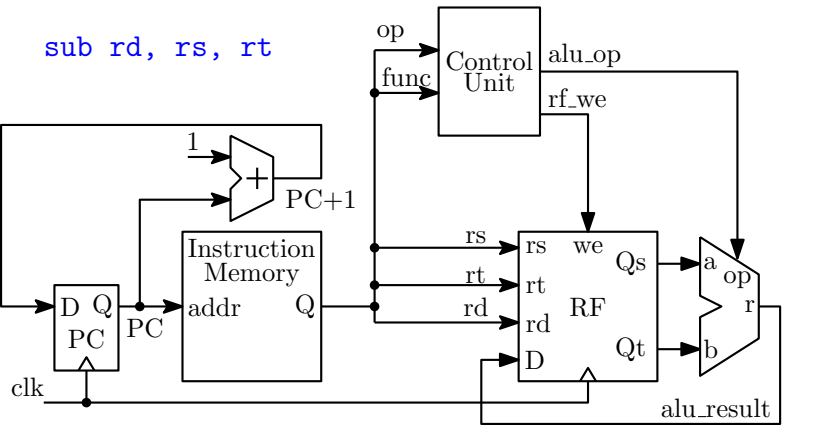 sub rd, rs, rt
op
func
Control
Unit
alu_op
rf_we
1
+
PC+1
Instruction
Memory
addr
Q
D Q
PC
PC
clk
rs
rt
rd
rs
rt
rd
D
we
RF
Qs
Qt
a
op
r
b
alu_result